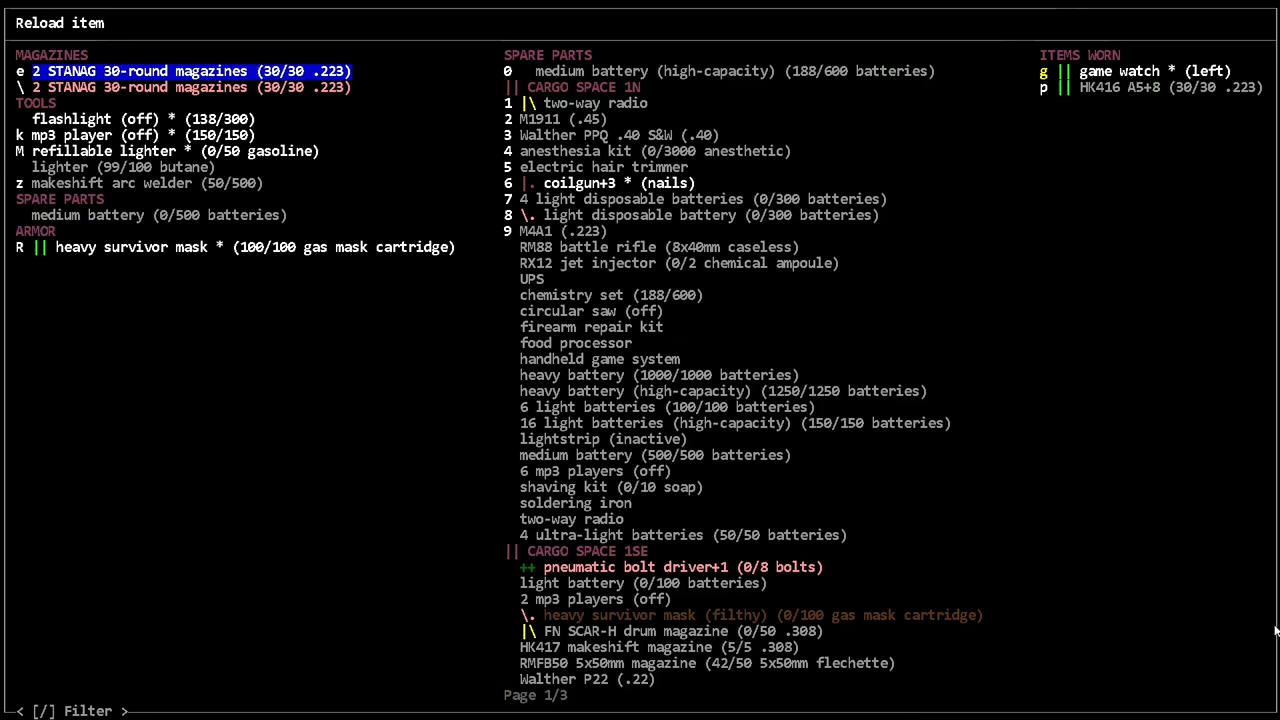 Reload item
MAGAZINES
e 2 STANAG 30-round magazines (30/30 .223)
\ 2 STANAG 30-round magazines (30/30 .223)
TOOLS
flashlight (off) * (138/300)
k mp3 player (off) * (150/150)
M refillable lighter * (0/50 gasoline)
lighter (99/100 butane)
z makeshift arc welder (50/500)
SPARE PARTS
medium battery (0/500 batteries)
ARMOR
R || heavy survivor mask * (100/100 gas mask cartridge)
SPARE PARTS
0 medium battery (high-capacity) (188/600 batteries)
|| CARGO SPACE 1N
1 |\ two-way radio
2 M1911 (.45)
3 Walther PPQ .40 S&W (.40)
4 anesthesia kit (0/3000 anesthetic)
5 electric hair trimmer
6 |. coilgun+3 * (nails)
7 4 light disposable batteries (0/300 batteries)
8 \. light disposable battery (0/300 batteries)
9 M4A1 (.223)
RM88 battle rifle (8x40mm caseless)
RX12 jet injector (0/2 chemical ampoule)
UPS
chemistry set (188/600)
circular saw (off)
firearm repair kit
food processor
handheld game system
heavy battery (1000/1000 batteries)
heavy battery (high-capacity) (1250/1250 batteries)
6 light batteries (100/100 batteries)
16 light batteries (high-capacity) (150/150 batteries)
lightstrip (inactive)
medium battery (500/500 batteries)
6 mp3 players (off)
shaving kit (0/10 soap)
soldering iron
two-way radio
4 ultra-light batteries (50/50 batteries)
|| CARGO SPACE 1SE
++ pneumatic bolt driver+1 (0/8 bolts)
light battery (0/100 batteries)
2 mp3 players (off)
\. heavy survivor mask (filthy) (0/100 gas mask cartridge)
|\ FN SCAR-H drum magazine (0/50 .308)
HK417 makeshift magazine (5/5 .308)
RMFB50 5x50mm magazine (42/50 5x50mm flechette)
Walther P22 (.22)
Page 1/3
ITEMS WORN
g || game watch * (left)
p || HK416 A5+8 (30/30 .223)
< [/] Filter >